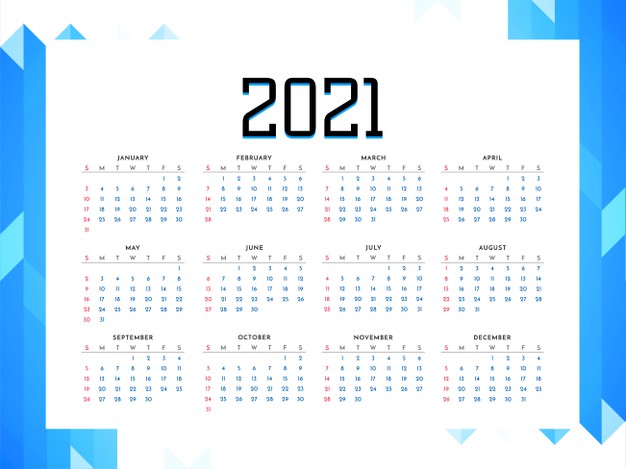 2021
JANUARY
S M T W T F S
1 2
3 4 5 6 7 8 9
10 11 12 13 14 15 16
17 18 19 20 21 22 23
24 25 26 27 28 29 30
31
FEBRUARY
S M T W T F S
1 2 3 4 5 6
7 8 9 10 11 12 13
14 15 16 17 18 19 20
21 22 23 24 25 26 27
28
MARCH
S M T W T F S
1 2 3 4 5 6
7 8 9 10 11 12 13
14 15 16 17 18 19 20
21 22 23 24 25 26 27
28 29 30 31
APRIL
S M T W T F S
1 2 3
4 5 6 7 8 9 10
11 12 13 14 15 16 17
18 19 20 21 22 23 24
25 26 27 28 29 30
MAY
S M T W T F S
1
2 3 4 5 6 7 8
9 10 11 12 13 14 15
16 17 18 19 20 21 22
23 24 25 26 27 28 29
30 31
JUNE
S M T W T F S
1 2 3 4 5
6 7 8 9 10 11 12
13 14 15 16 17 18 19
20 21 22 23 24 25 26
27 28 29 30
JULY
S M T W T F S
1 2 3
4 5 6 7 8 9 10
11 12 13 14 15 16 17
18 19 20 21 22 23 24
25 26 27 28 29 30 31
AUGUST
S M T W T F S
1 2 3 4 5 6 7
8 9 10 11 12 13 14
15 16 17 18 19 20 21
22 23 24 25 26 27 28
29 30 31
SEPTEMBER
S M T W T F S
1 2 3 4
5 6 7 8 9 10 11
12 13 14 15 16 17 18
19 20 21 22 23 24 25
26 27 28 29 30
OCTOBER
S M T W T F S
1 2
3 4 5 6 7 8 9
10 11 12 13 14 15 16
17 18 19 20 21 22 23
24 25 26 27 28 29 30
31
NOVEMBER
S M T W T F S
1 2 3 4 5 6
7 8 9 10 11 12 13
14 15 16 17 18 19 20
21 22 23 24 25 26 27
28 29 30
DECEMBER
S M T W T F S
1 2 3 4
5 6 7 8 9 10 11
12 13 14 15 16 17 18
19 20 21 22 23 24 25
26 27 28 29 30 31